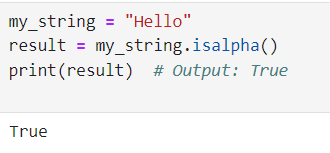 my_string = "Hello"
result = my_string.isalpha()
print(result)  # Output: True
True